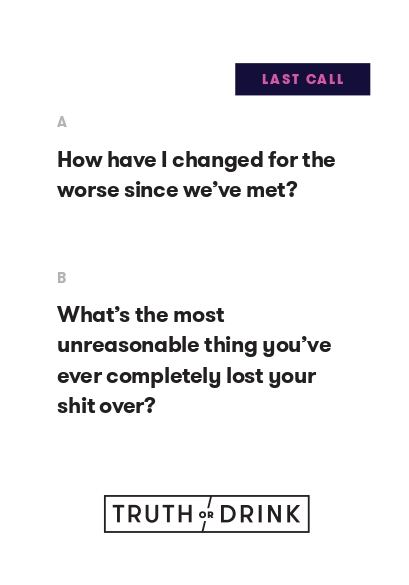 LAST CALL
A
How have I changed for the
worse since we’ve met?
B
What’s the most
unreasonable thing you’ve
ever completely lost your
shit over?
TRUTH OR DRINK